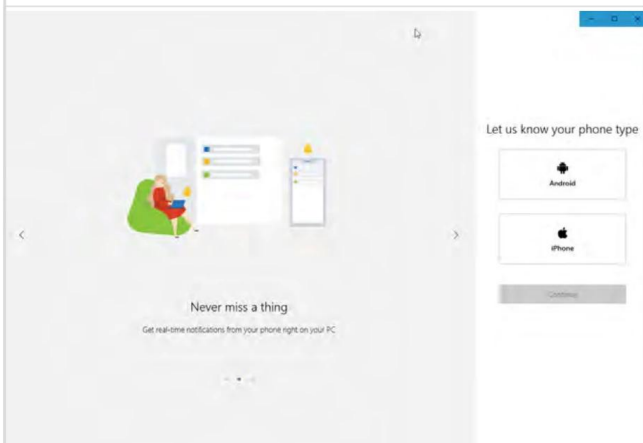 Let us know your phone type
Android
iPhone
Continue
Never miss a thing
Get real-time notifications from your phone right on your PC